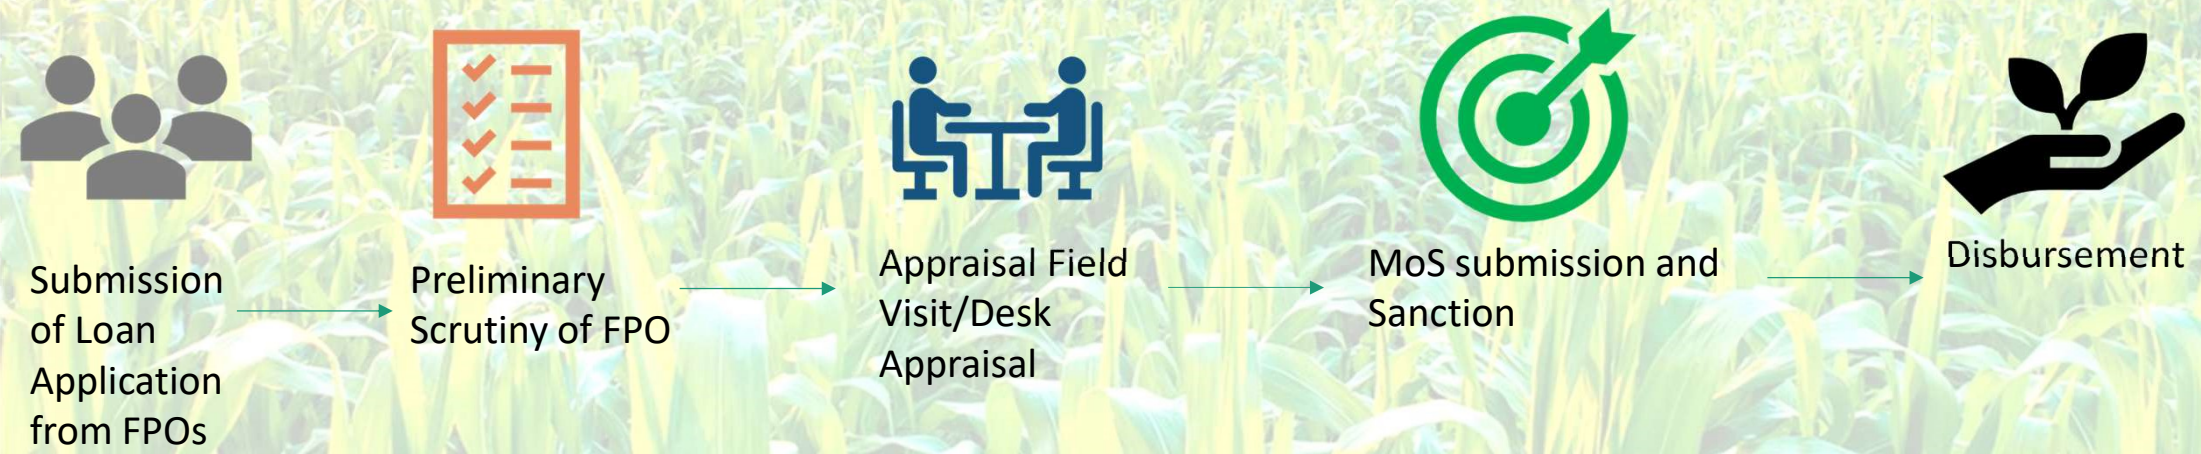 Submission
of Loan
Application
from FPOs
Preliminary
Scrutiny of FPO
Appraisal Field
Visit/Desk
Appraisal
MoS submission and
Sanction
Disbursement